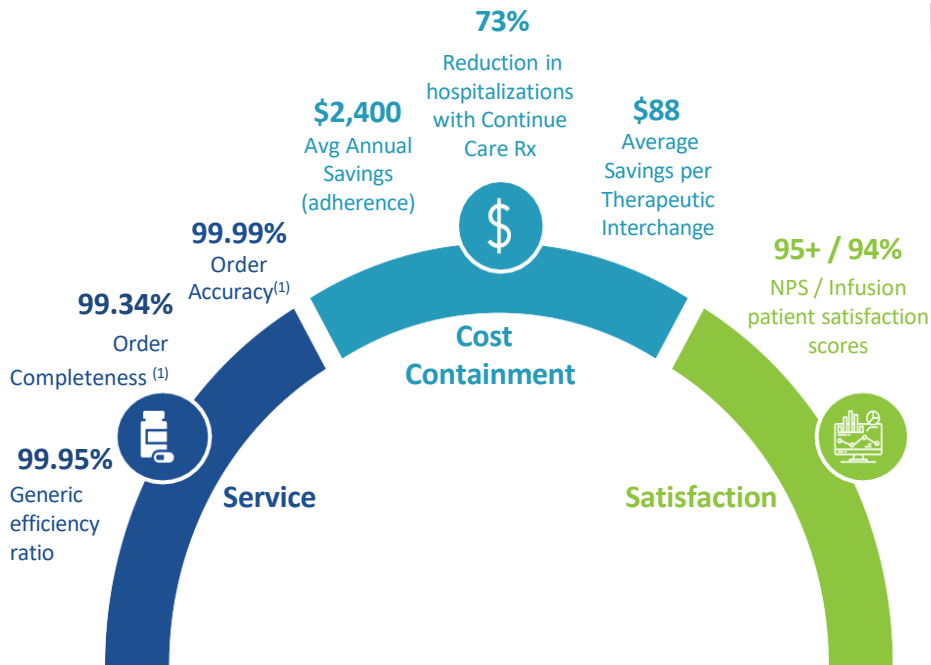 73%
Reduction in
hospitalizations
with Continue
Care Rx
$2,400
Avg Annual
Savings
(adherence)
$88
Average
Savings per
Therapeutic
Interchange
99.99%
Order
Accuracy(1)
99.34%
Order
Completeness (1)
99.95%
Generic
efficiency
ratio
95+ / 94%
NPS / Infusion
patient satisfaction
scores
$
Cost
Containment
Service
Satisfaction